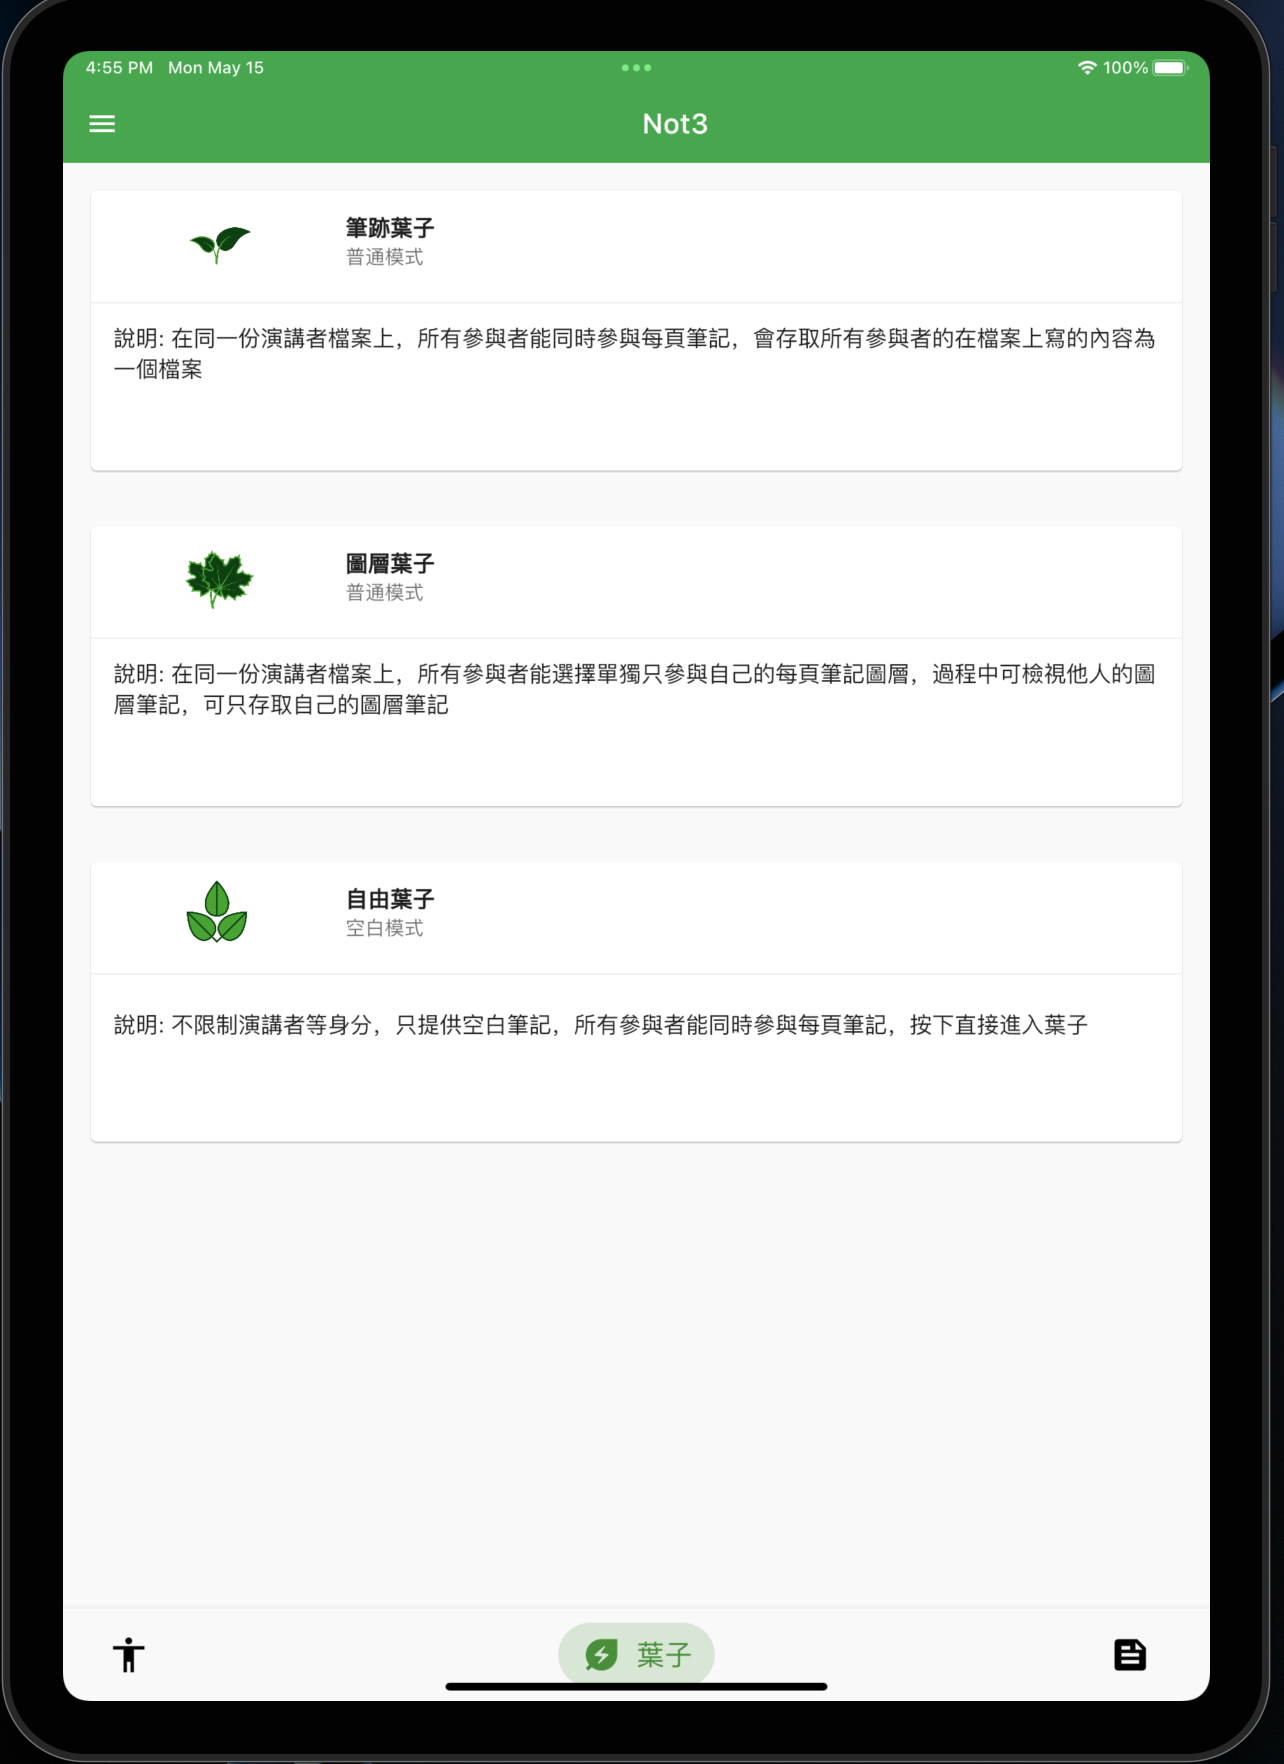 4:55 PM Mon May 15
100%
Not3
筆跡葉子
普通模式
說明: 在同一份演講者檔案上，所有參與者能同時參與每頁筆記，會存取所有參與者的在檔案上寫的內容為
一個檔案
圖層葉子
普通模式
說明: 在同一份演講者檔案上，所有參與者能選擇單獨只參與自己的每頁筆記圖層，過程中可檢視他人的圖
層筆記，可只存取自己的圖層筆記
自由葉子
空白模式
說明: 不限制演講者等身分，只提供空白筆記，所有參與者能同時參與每頁筆記，按下直接進入葉子
葉子